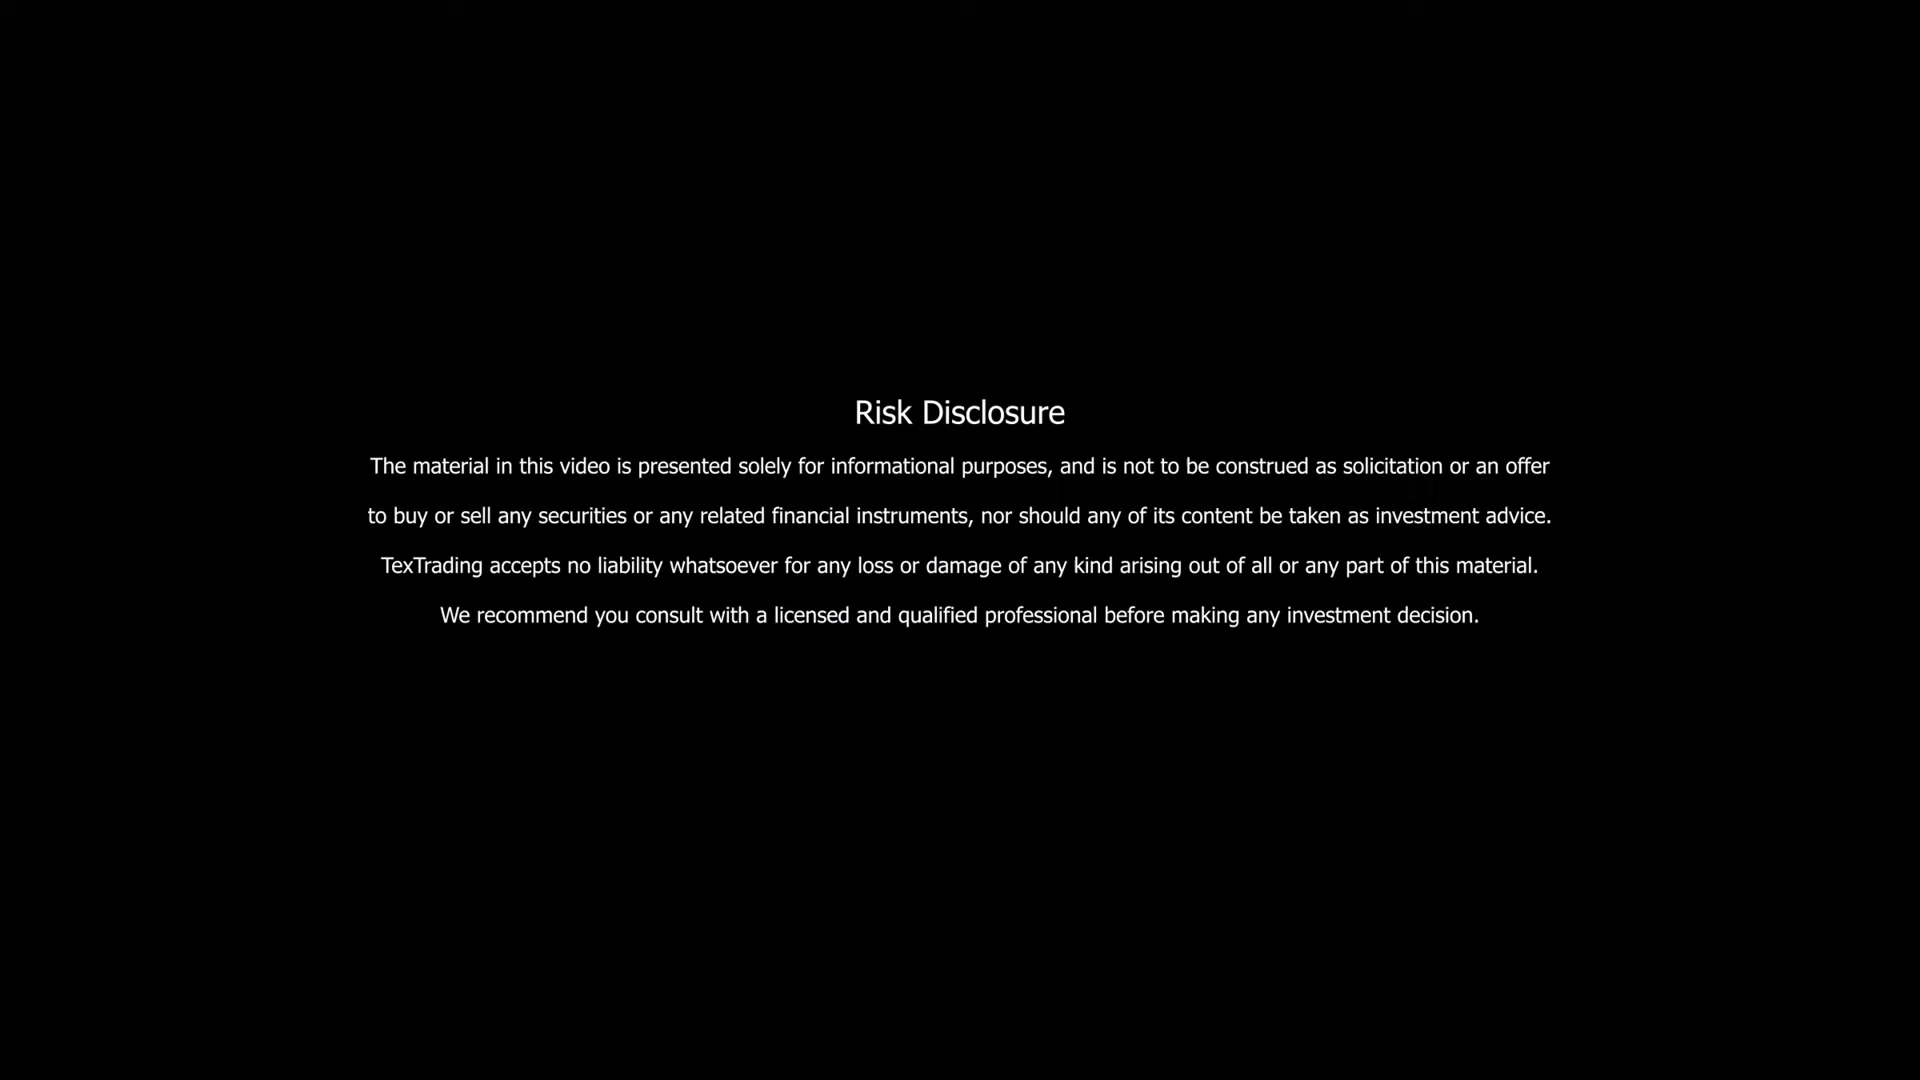 Risk Disclosure
The material in this video is presented solely for informational purposes, and is not to be construed as solicitation or an offer
to buy or sell any securities or any related financial instruments, nor should any of its content be taken as investment advice.
TexTrading accepts no liability whatsoever for any loss or damage of any kind arising out of all or any part of this material.
We recommend you consult with a licensed and qualified professional before making any investment decision.